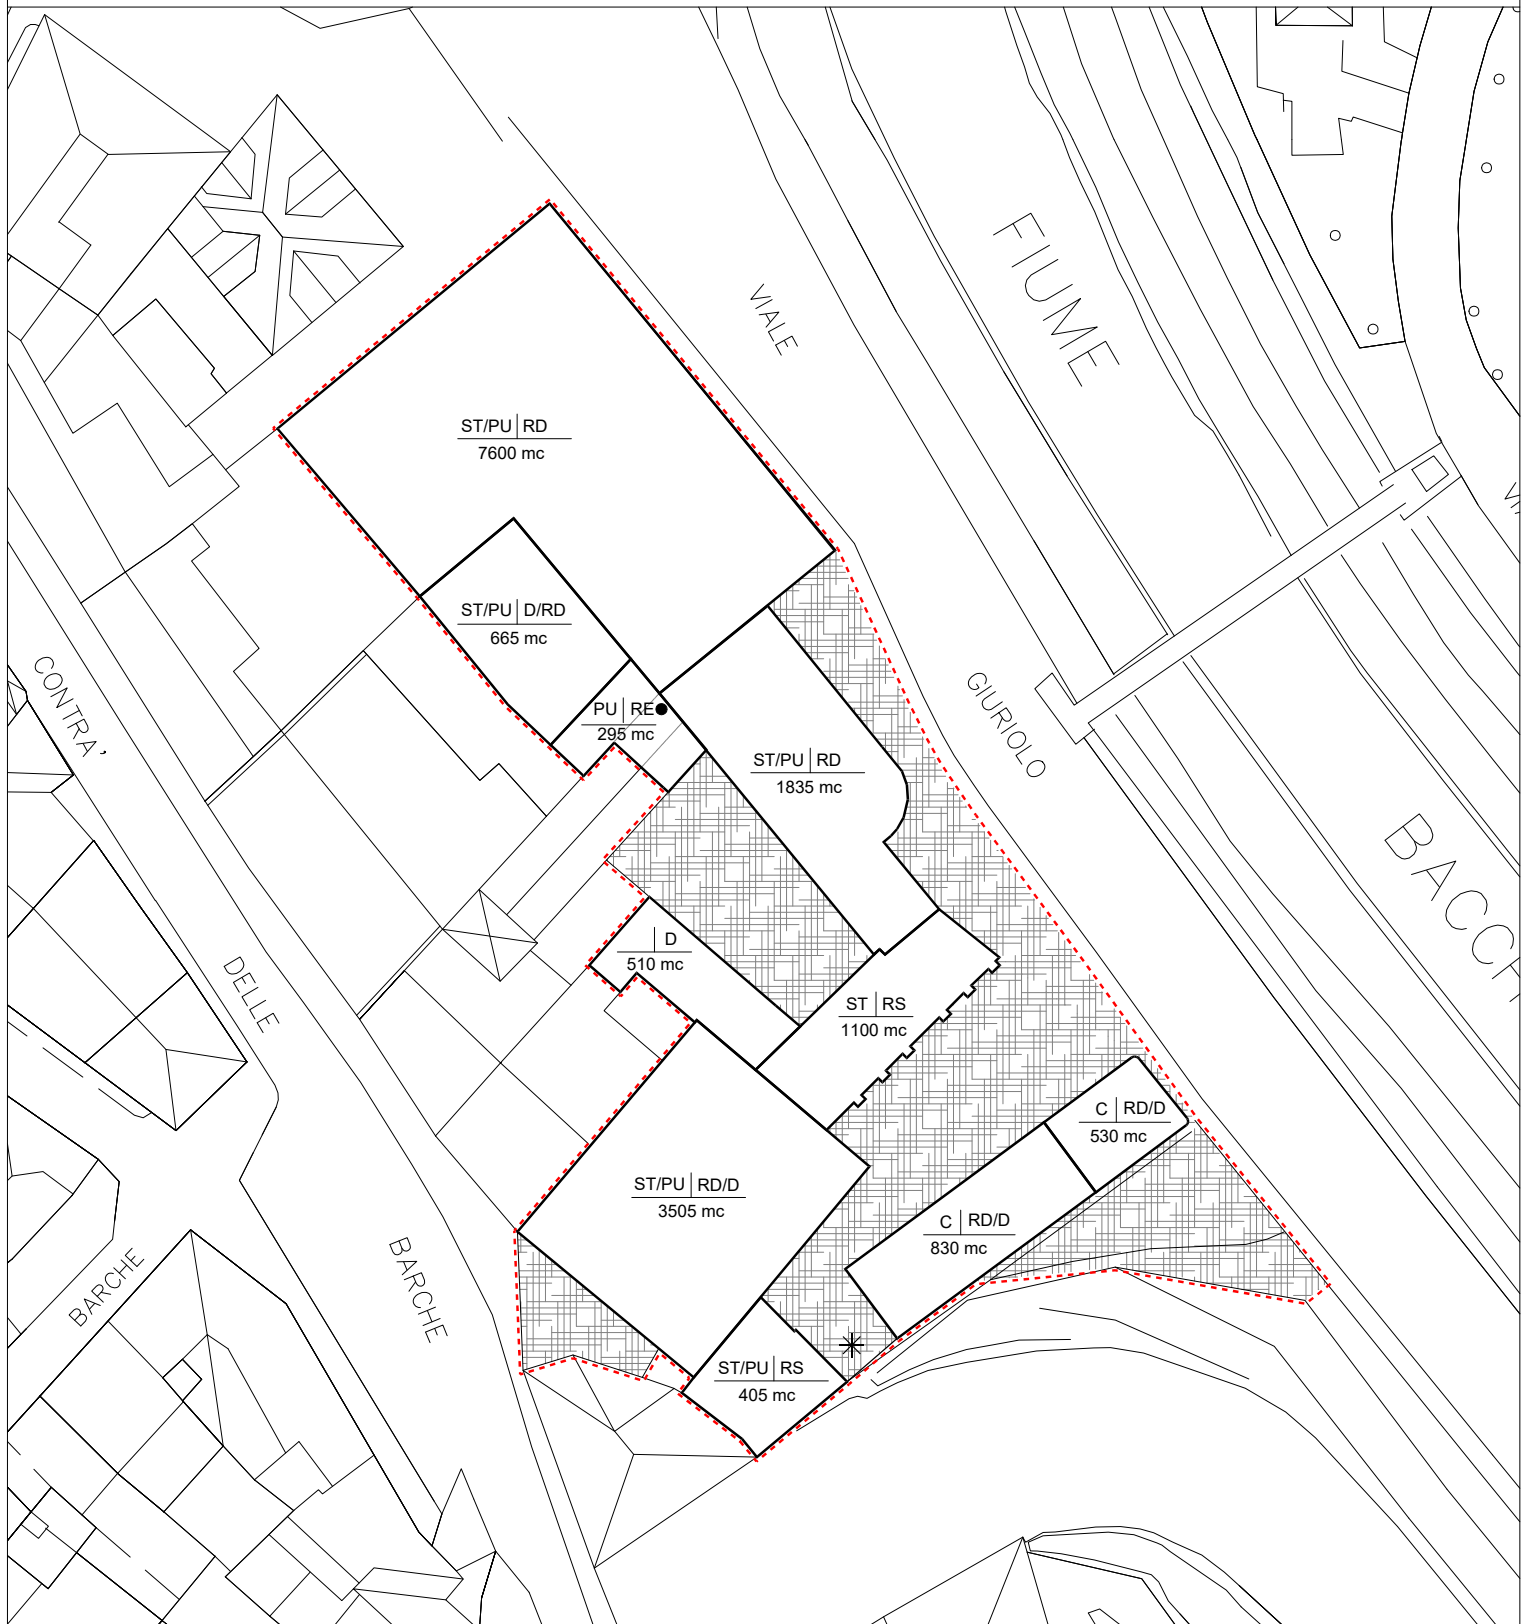 FIUME
VIALE
ST/PU RD
7600 mc
ST/PU D/RD
665 mc
CONTRA'
PU RE
295 mc
GIURIOLO
ST/PU RD
1835 mc
BACCH
D
510 mc
DELLE
ST RS
1100 mc
C RD/D
530 mc
ST/PU RD/D
3505 mc
C RD/D
830 mc
BARCHE
BARCHE
ST/PU RS
405 mc